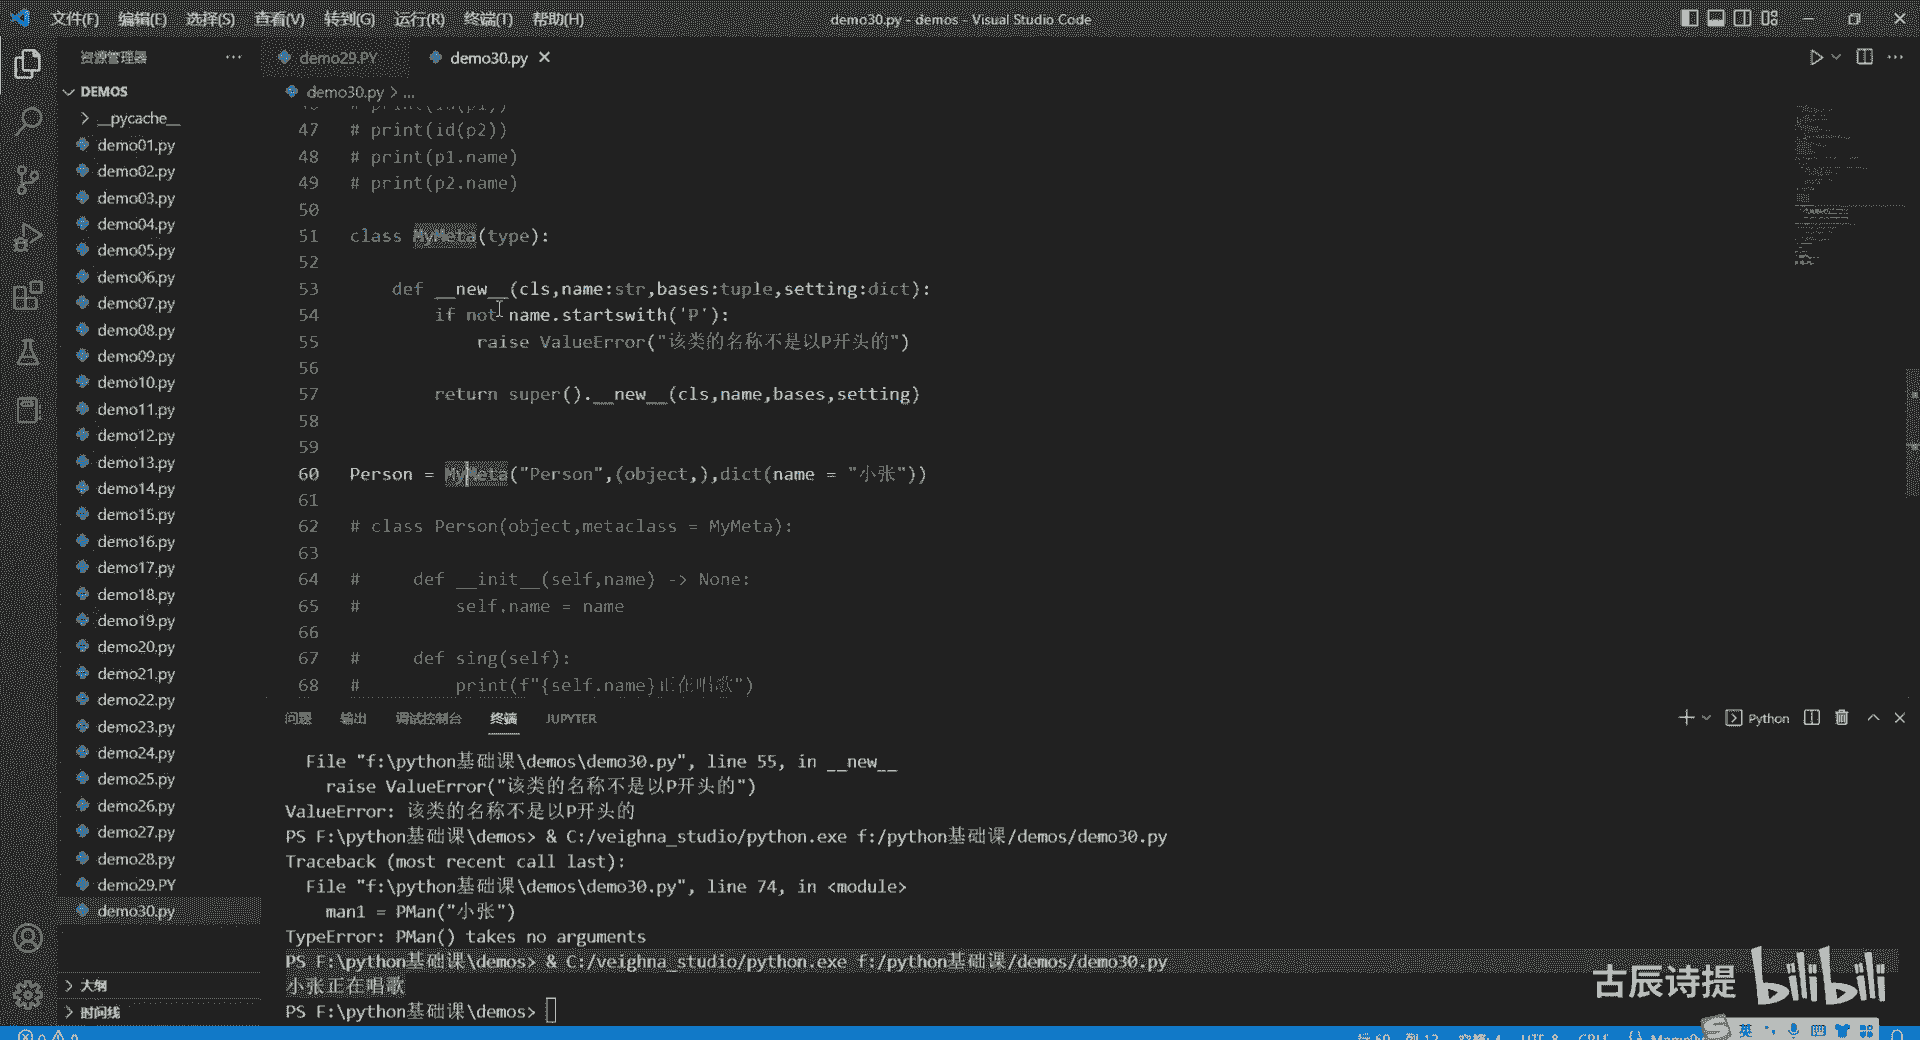 文件(F) 编辑(E) 选择(S) 查看(V) 转到(G) 运行(R) 终端(T) 帮助(H) demo30.py - demos - Visual Studio Code
资源管理器 ··· demo29.PY demo30.py
DEMOS
demo30.py > ...
__pycache__
demo01.py
demo02.py
demo03.py
demo04.py
demo05.py
demo06.py
demo07.py
demo08.py
demo09.py
demo10.py
demo11.py
demo12.py
demo13.py
demo14.py
demo15.py
demo16.py
demo17.py
demo18.py
demo19.py
demo20.py
demo21.py
demo22.py
demo23.py
demo24.py
demo25.py
demo26.py
demo27.py
demo28.py
demo29.PY
demo30.py
大纲
时间线
47 # print(id(p2))
48 # print(p1.name)
49 # print(p2.name)
50
51 class MyMeta(type):
52
53 def __new__(cls,name:str,bases:tuple,setting:dict):
54 if not name.startswith('P'):
55 raise ValueError("该类的名称不是以P开头的")
56
57 return super().__new__(cls,name,bases,setting)
58
59
60 Person = MyMeta("Person",(object,),dict(name = "小张"))
61
62 # class Person(object,metaclass = MyMeta):
63
64 # def __init__(self,name) -> None:
65 # self.name = name
66
67 # def sing(self):
68 # print(f"{self.name}正在唱歌")
问题 输出 调试控制台 终端 JUPYTER Python
File "f:\python基础课\demos\demo30.py", line 55, in __new__
raise ValueError("该类的名称不是以P开头的")
ValueError: 该类的名称不是以P开头的
PS F:\python基础课\demos> & C:/veighna_studio/python.exe f:/python基础课/demos/demo30.py
Traceback (most recent call last):
File "f:\python基础课\demos\demo30.py", line 74, in <module>
man1 = PMan("小张")
TypeError: PMan() takes no arguments
PS F:\python基础课\demos> & C:/veighna_studio/python.exe f:/python基础课/demos/demo30.py
小张正在唱歌
PS F:\python基础课\demos>
古辰诗提 bilibili
英